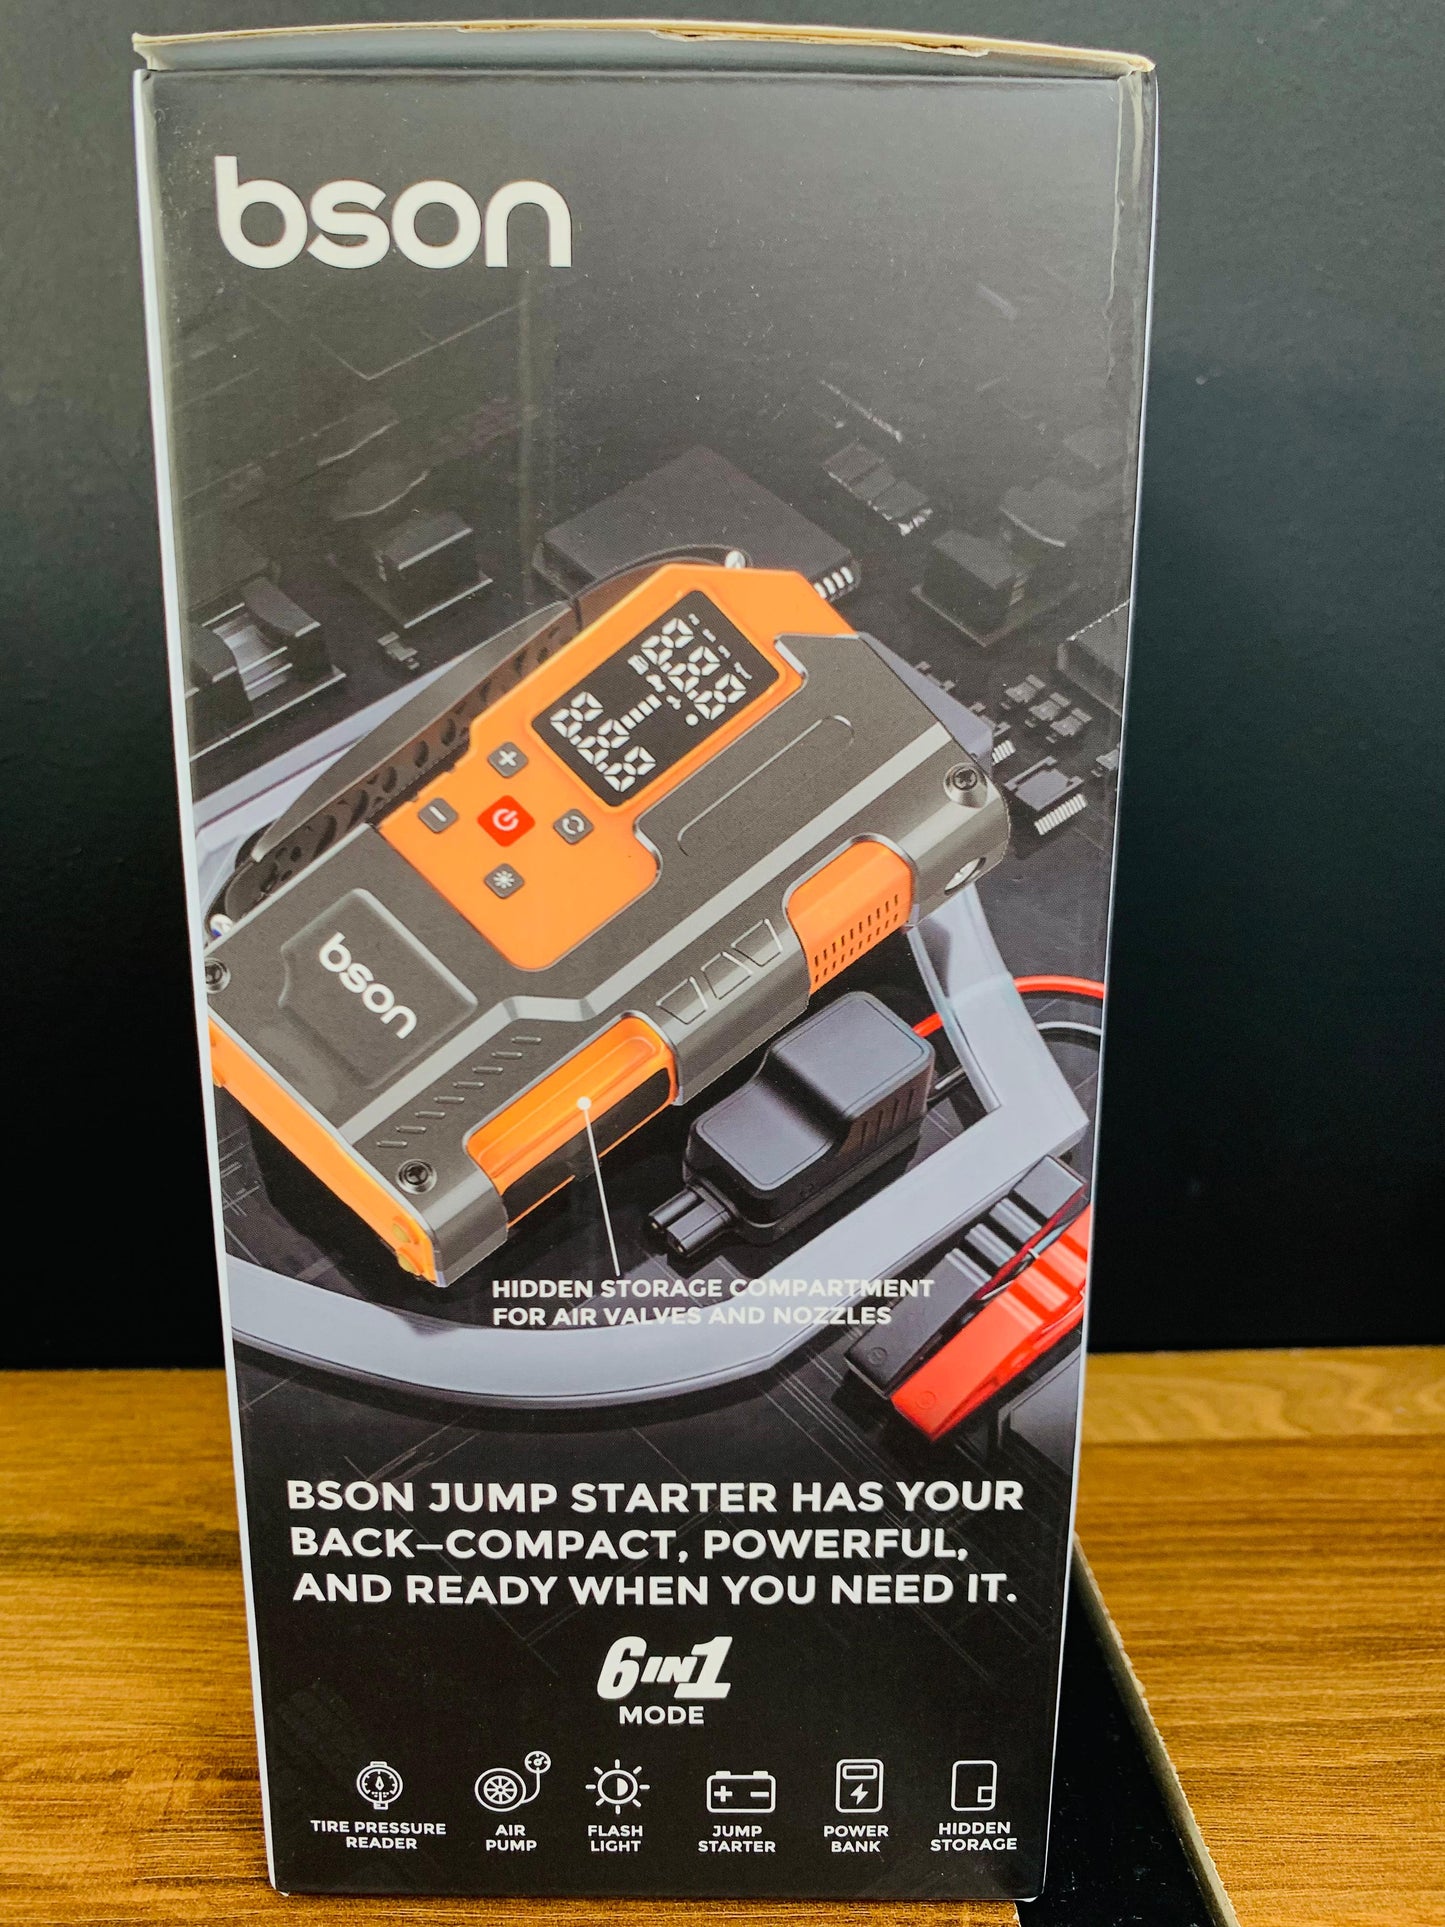 bson
888
888
bson
HIDDEN STORAGE COMPARTMENT
FOR AIR VALVES AND NOZZLES
BSON JUMP STARTER HAS YOUR
BACK—COMPACT, POWERFUL,
AND READY WHEN YOU NEED IT.
6IN1
MODE
TIRE PRESSURE
READER
AIR
PUMP
FLASH
LIGHT
JUMP
STARTER
POWER
BANK
HIDDEN
STORAGE